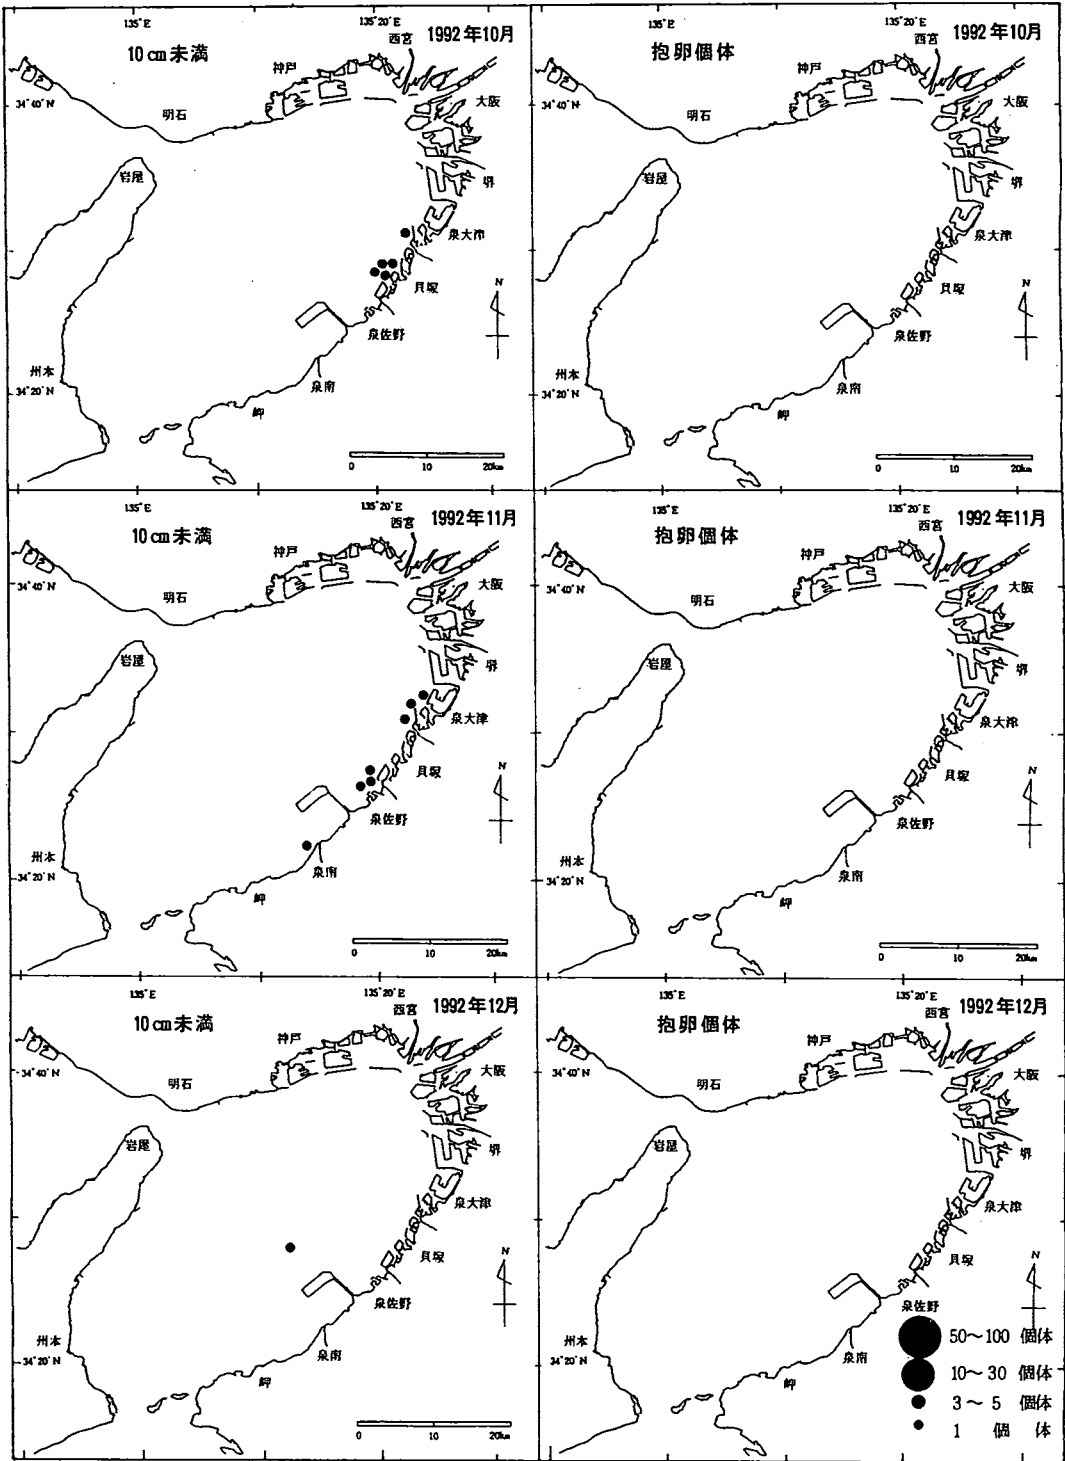 135°E
135°20′E
10cm未満
1992年10月
西宮
神戸
34°40′N
明石
大阪
堺
岩屋
泉大津
貝塚
N
泉佐野
州本
34°20′N
泉南
岬
0 10 20km
135°E
135°20′E
抱卵個体
1992年10月
西宮
神戸
34°40′N
明石
大阪
堺
岩屋
泉大津
貝塚
N
泉佐野
州本
34°20′N
泉南
岬
0 10 20km
135°E
135°20′E
10cm未満
1992年11月
西宮
神戸
34°40′N
明石
大阪
堺
岩屋
泉大津
貝塚
N
泉佐野
州本
34°20′N
泉南
岬
0 10 20km
135°E
135°20′E
抱卵個体
1992年11月
西宮
神戸
34°40′N
明石
大阪
堺
岩屋
泉大津
貝塚
N
泉佐野
州本
34°20′N
泉南
岬
0 10 20km
135°E
135°20′E
10cm未満
1992年12月
西宮
神戸
34°40′N
明石
大阪
堺
岩屋
泉大津
貝塚
N
泉佐野
州本
34°20′N
泉南
岬
0 10 20km
135°E
135°20′E
抱卵個体
1992年12月
西宮
神戸
34°40′N
明石
大阪
堺
岩屋
泉大津
貝塚
N
泉佐野
州本
34°20′N
泉南
岬
50～100 個体
10～30 個体
3～5 個体
1 個体